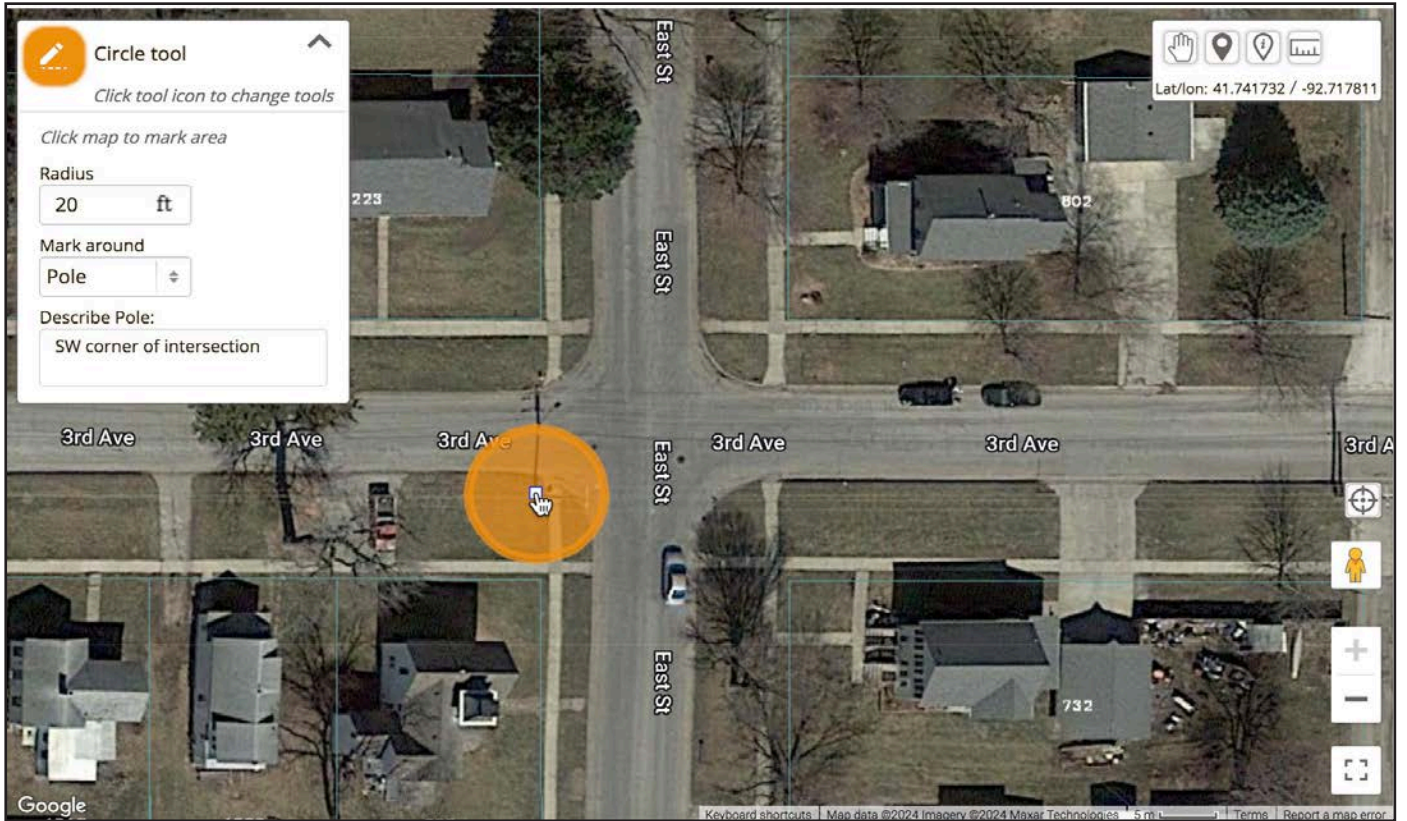 Circle tool
Click tool icon to change tools
Click map to mark area
Radius
20 ft
Mark around
Pole
Describe Pole:
SW corner of intersection
Lat/lon: 41.741732 / -92.717811
East St
223
802
East St
3rd Ave 3rd Ave 3rd Ave 3rd Ave 3rd Ave 3rd A
East St
East St
732
Google
Keyboard shortcuts Map data ©2024 Imagery ©2024 Maxar Technologies 5 m Terms Report a map error